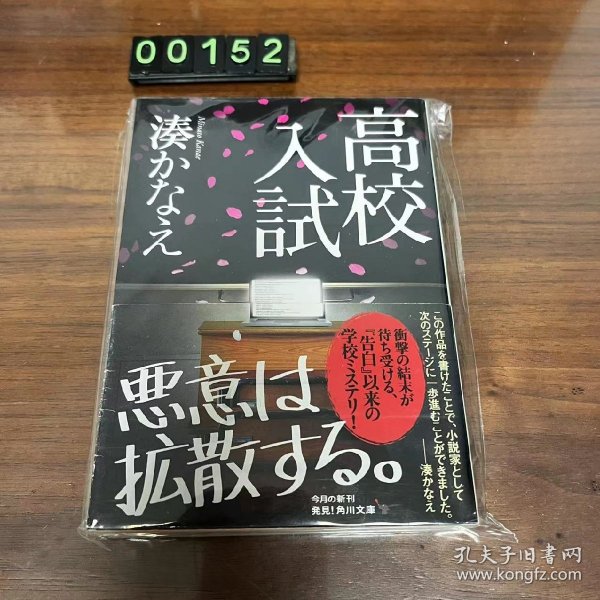 00152
高校
入試
湊かなえ
Minato Kanae
悪意は
拡散する。
衝撃の結末が
待ち受ける、
『告白』以来の
学校ミステリ!
この作品を書けたことで、小説家として
次のステージに一歩進むことができました。
――湊かなえ
今月の新刊
発見!角川文庫
孔夫子旧书网
www.kongfz.com